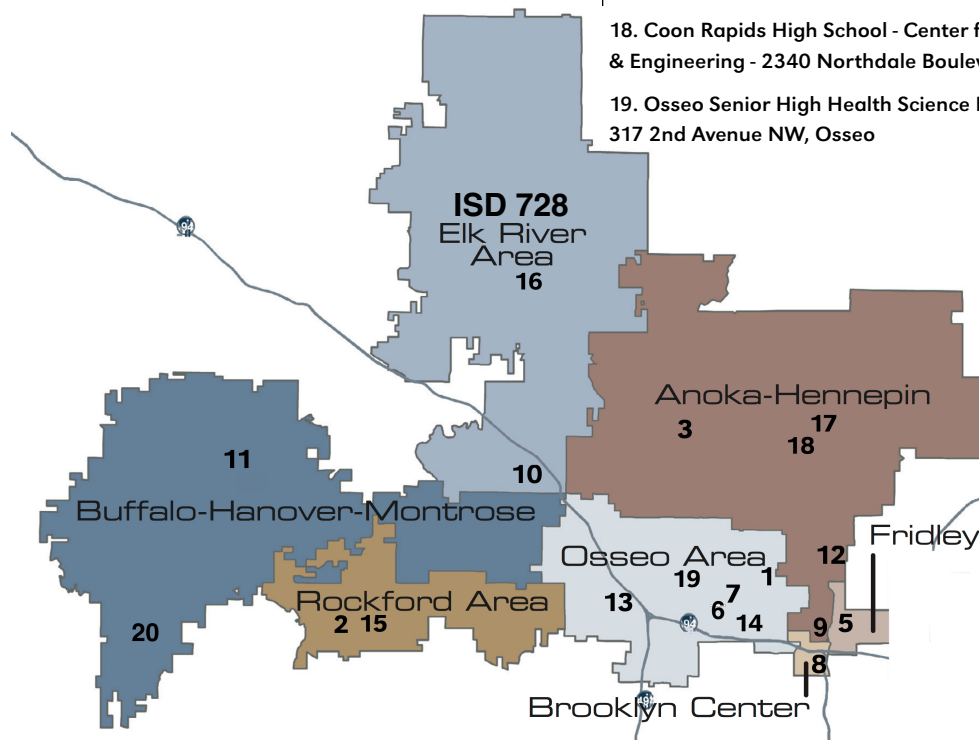 18. Coon Rapids High School - Center
& Engineering - 2340 Northdale
19. Osseo Senior High Health Science
317 2nd Avenue NW, Osseo
94
ISD 728
Elk River
Area
16
Anoka-Hennepin
3
17
18
11
10
Buffalo-Hanover-Montrose
Fridley
Osseo Area
12
19
1
7
13
6
14
94
Rockford Area
2 15
20
9
5
8
Brooklyn Center